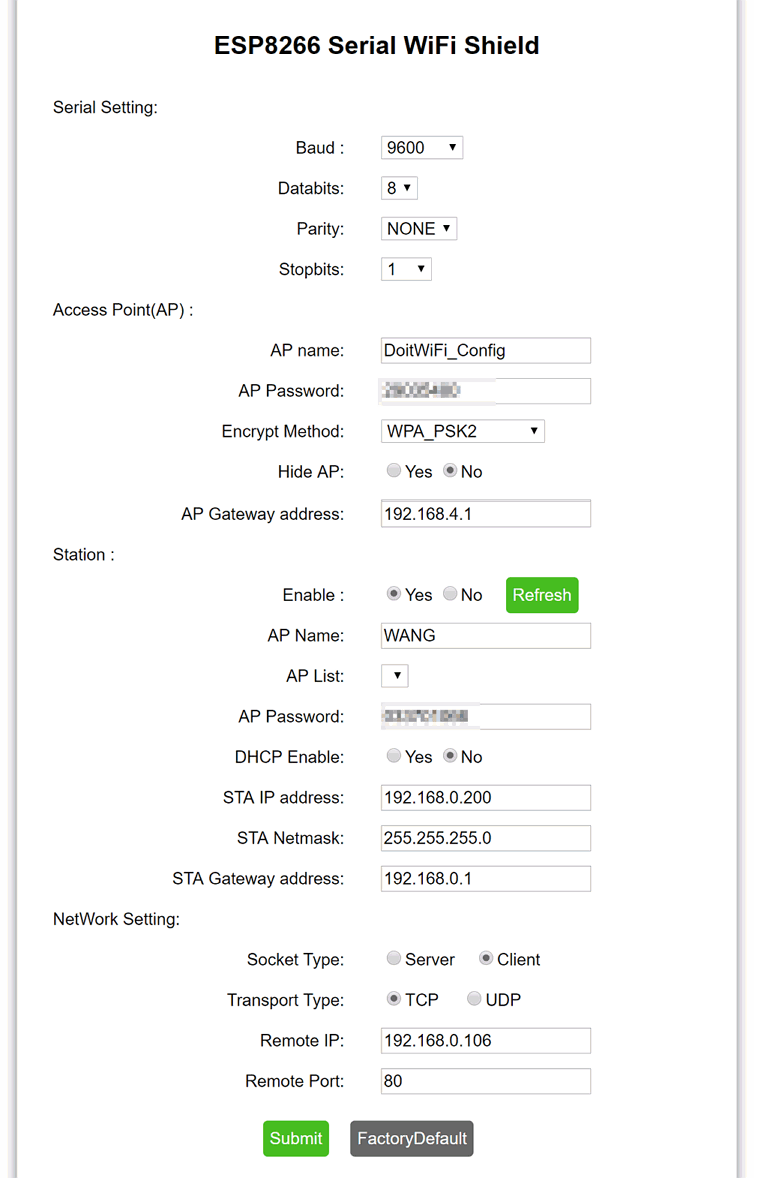 ESP8266 Serial WiFi Shield
Serial Setting:
Baud : 9600
Databits: 8
Parity: NONE
Stopbits: 1
Access Point(AP) :
AP name: DoitWiFi_Config
AP Password:
Encrypt Method: WPA_PSK2
Hide AP: Yes No
AP Gateway address: 192.168.4.1
Station :
Enable : Yes No Refresh
AP Name: WANG
AP List:
AP Password:
DHCP Enable: Yes No
STA IP address: 192.168.0.200
STA Netmask: 255.255.255.0
STA Gateway address: 192.168.0.1
NetWork Setting:
Socket Type: Server Client
Transport Type: TCP UDP
Remote IP: 192.168.0.106
Remote Port: 80
Submit FactoryDefault